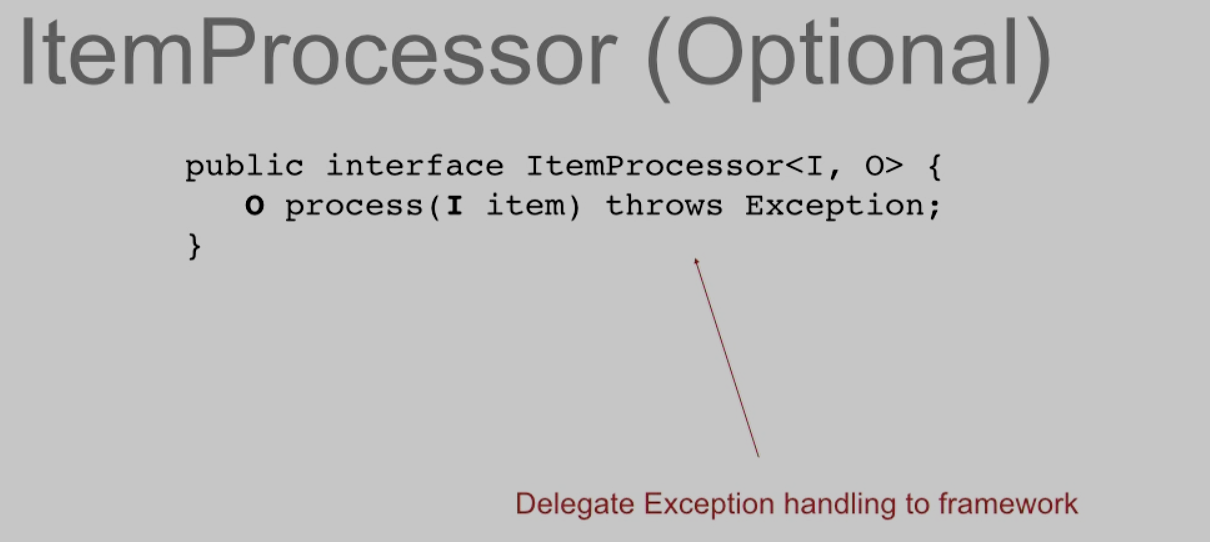 ItemProcessor (Optional)
public interface ItemProcessor<I, O> {
O process(I item) throws Exception;
}
Delegate Exception handling to framework